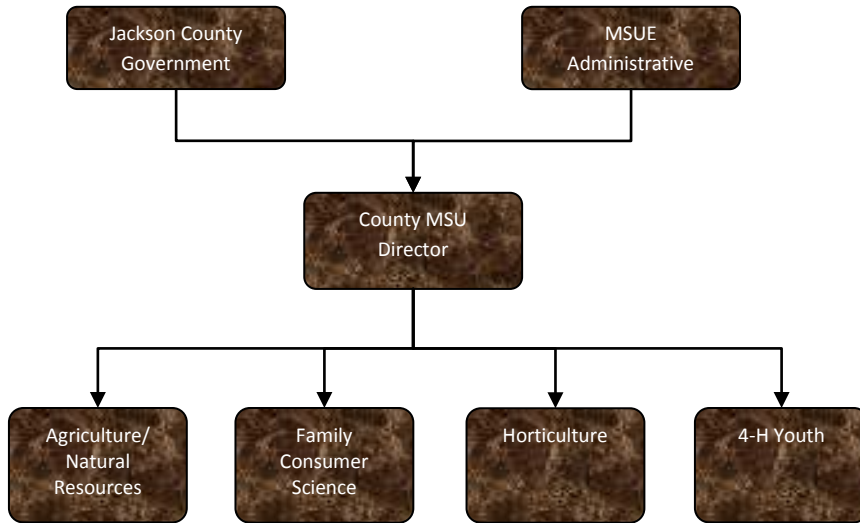 Jackson County
Government
MSUE
Administrative
County MSU
Director
Agriculture/
Natural
Resources
Family
Consumer
Science
Horticulture
4-H Youth